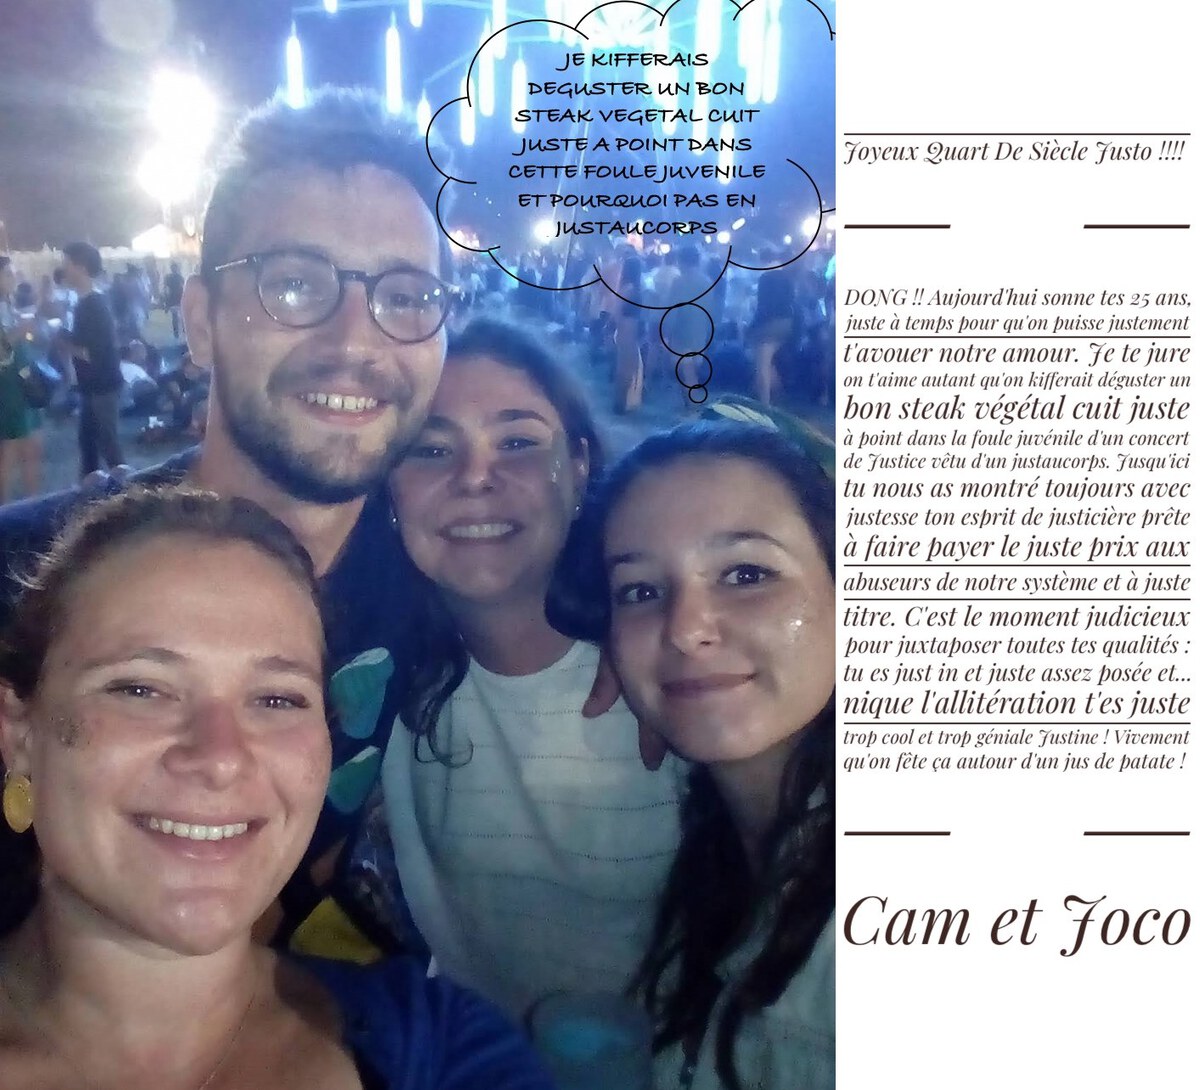 JE KIFFERAIS
DEGUSTER UN BON
STEAK VEGETAL CUIT
JUSTE A POINT DANS
CETTE FOULE JUVENILE
ET POURQUOI PAS EN
JUSTAUCORPS
Joyeux Quart De Siècle Justo !!!!
DONG !! Aujourd'hui sonne tes 25 ans,
juste à temps pour qu'on puisse justement
t'avouer notre amour. Je te jure
on t'aime autant qu'on kifferait déguster un
bon steak végétal cuit juste
à point dans la foule juvénile d'un concert
de Justice vêtu d'un justaucorps. Jusqu'ici
tu nous as montré toujours avec
justesse ton esprit de justicière prête
à faire payer le juste prix aux
abuseurs de notre système et à juste
titre. C'est le moment judicieux
pour juxtaposer toutes tes qualités :
tu es just in et juste assez posée et...
nique l'allitération t'es juste
trop cool et trop géniale Justine ! Vivement
qu'on fête ça autour d'un jus de patate !
Cam et Joco